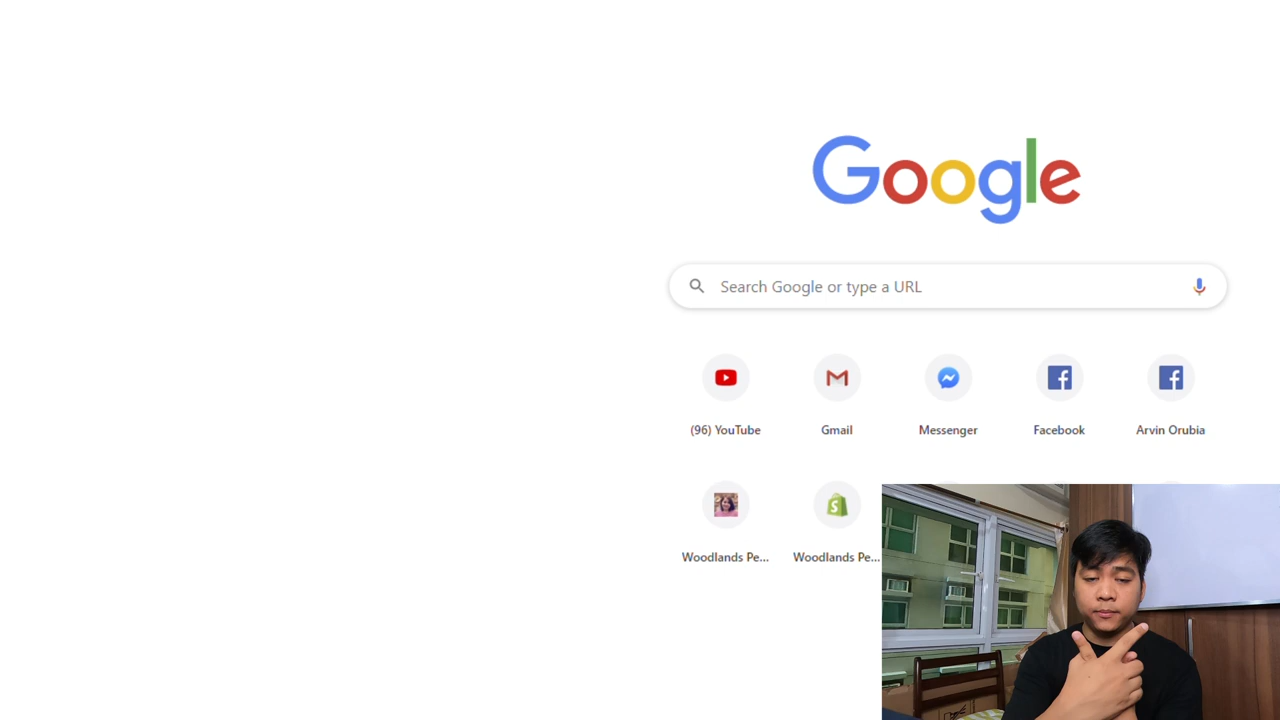 Google
Search Google or type a URL
(96) YouTube
Gmail
Messenger
Facebook
Arvin Orubia
Woodlands Pe...
Woodlands Pe...